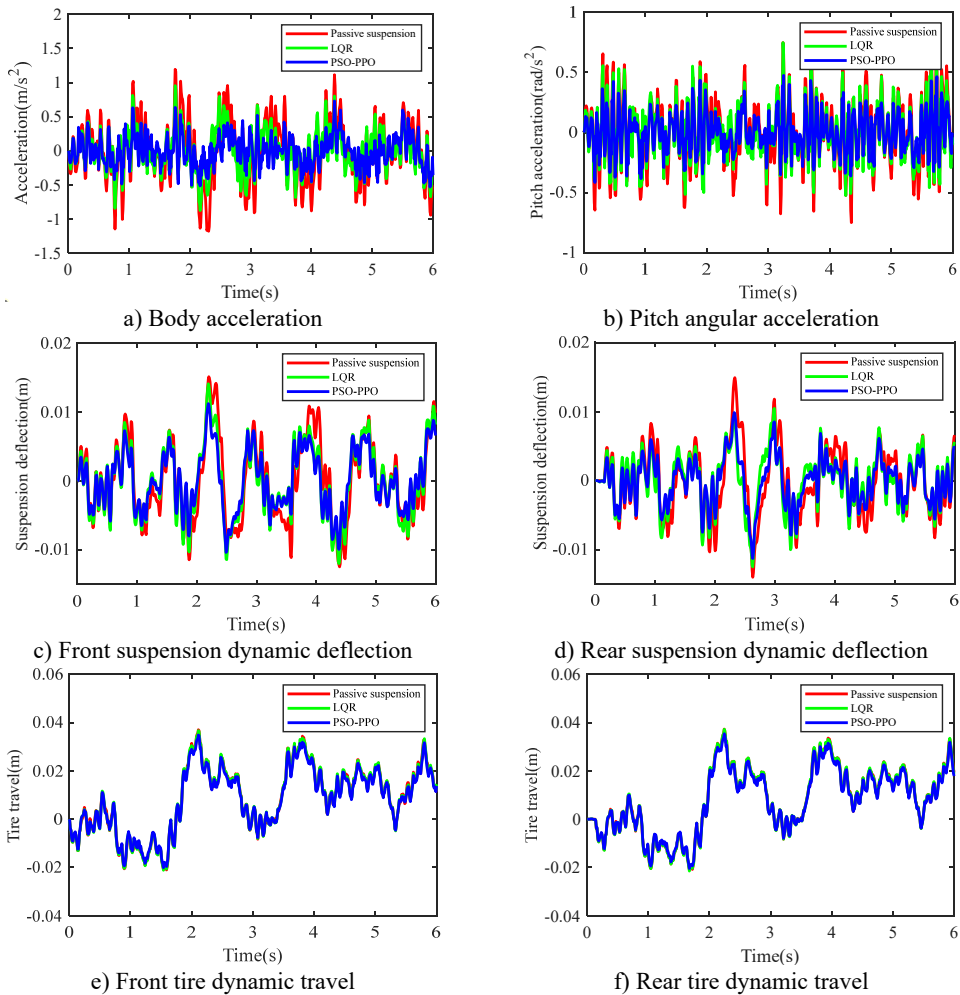 Passive suspension
LQR
PSO-PPO
Acceleration(m/s²)
2
1.5
1
0.5
0
-0.5
-1
-1.5
0 1 2 3 4 5 6
Time(s)
a) Body acceleration
Passive suspension
LQR
PSO-PPO
Pitch acceleration(rad/s²)
1
0.5
0
-0.5
-1
0 1 2 3 4 5 6
Time(s)
b) Pitch angular acceleration
Passive suspension
LQR
PSO-PPO
Suspension deflection(m)
0.02
0.01
0
-0.01
0 1 2 3 4 5 6
Time(s)
c) Front suspension dynamic deflection
Passive suspension
LQR
PSO-PPO
Suspension deflection(m)
0.02
0.01
0
-0.01
0 1 2 3 4 5 6
Time(s)
d) Rear suspension dynamic deflection
Passive suspension
LQR
PSO-PPO
Tire travel(m)
0.06
0.04
0.02
0
-0.02
-0.04
0 1 2 3 4 5 6
Time(s)
e) Front tire dynamic travel
Passive suspension
LQR
PSO-PPO
Tire travel(m)
0.06
0.04
0.02
0
-0.02
-0.04
0 1 2 3 4 5 6
Time(s)
f) Rear tire dynamic travel